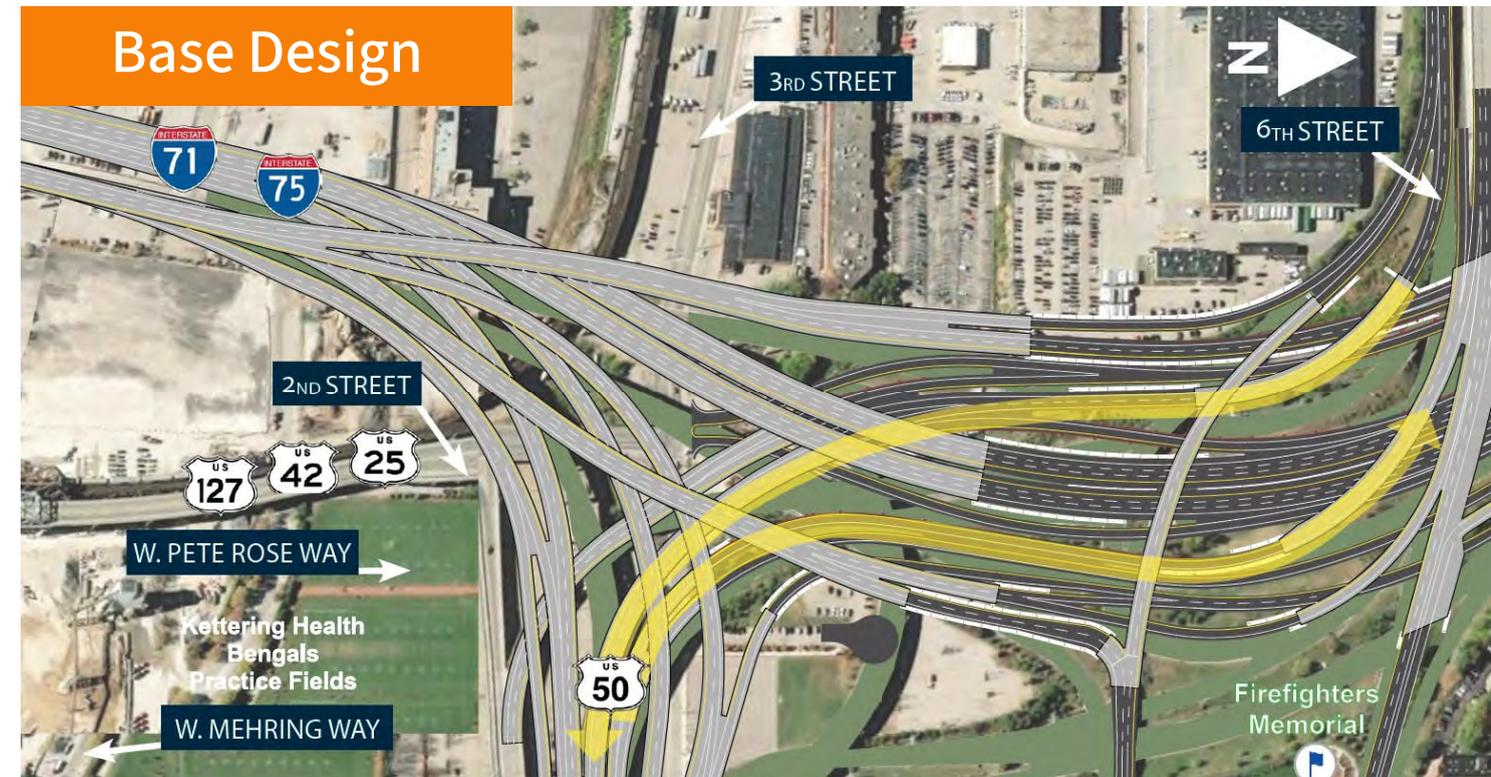 Base Design
3RD STREET
N
6TH STREET
INTERSTATE
71
INTERSTATE
75
2ND STREET
US
25
US
42
US
127
W. PETE ROSE WAY
Kettering Health
Bengals
Practice Fields
US
50
W. MEHRING WAY
Firefighters
Memorial